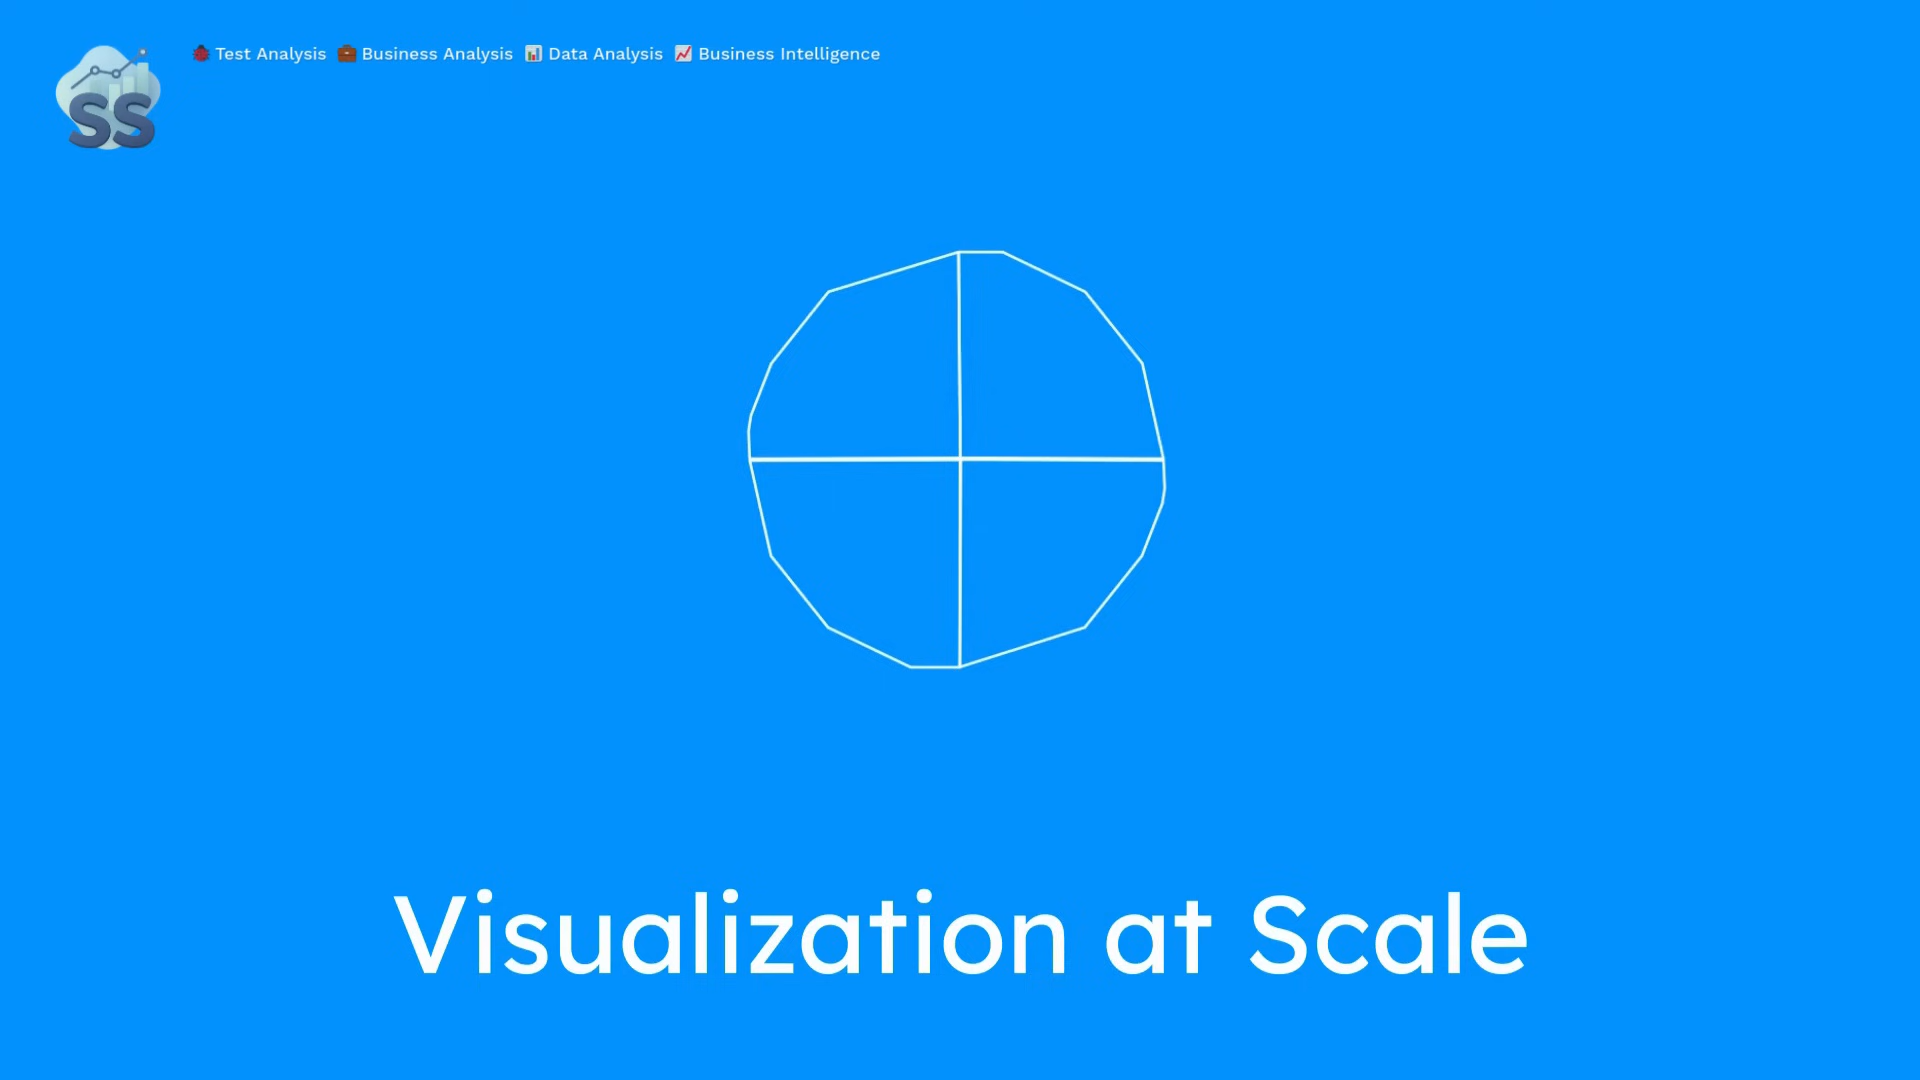 Test Analysis Business Analysis Data Analysis Business Intelligence
SS
Visualization at Scale